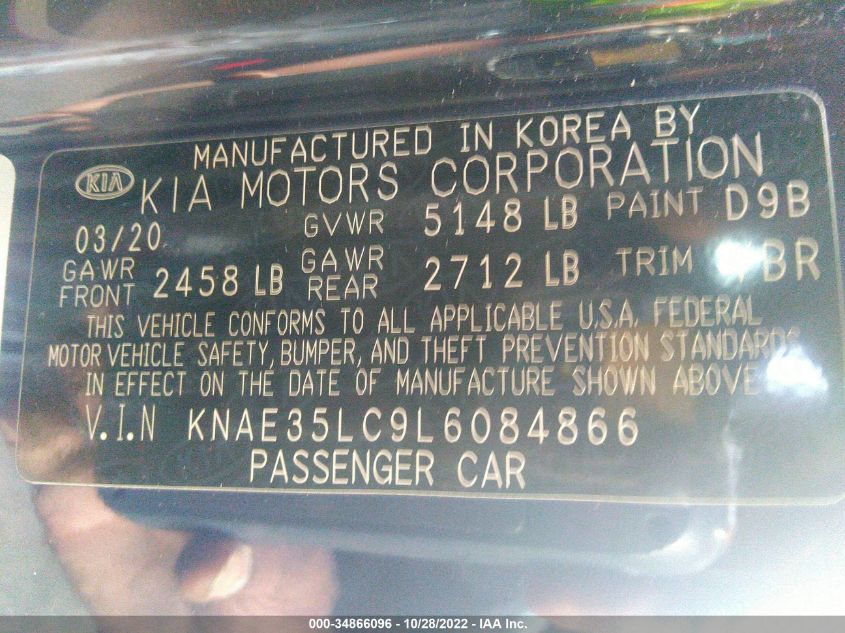 MANUFACTURED IN KOREA BY
KIA KIA MOTORS CORPORATION
03/20 GVWR 5148 LB PAINT D9B
GAWR FRONT 2458 LB GAWR REAR 2712 LB TRIM
THIS VEHICLE CONFORMS TO ALL APPLICABLE U.S.A. FEDERAL
MOTOR VEHICLE SAFETY, BUMPER, AND THEFT PREVENTION STANDARDS
IN EFFECT ON THE DATE OF MANUFACTURE SHOWN ABOVE
V.I.N KNAE35LC9L6084866
PASSENGER CAR
000-34866096 - 10/28/2022 - IAA Inc.